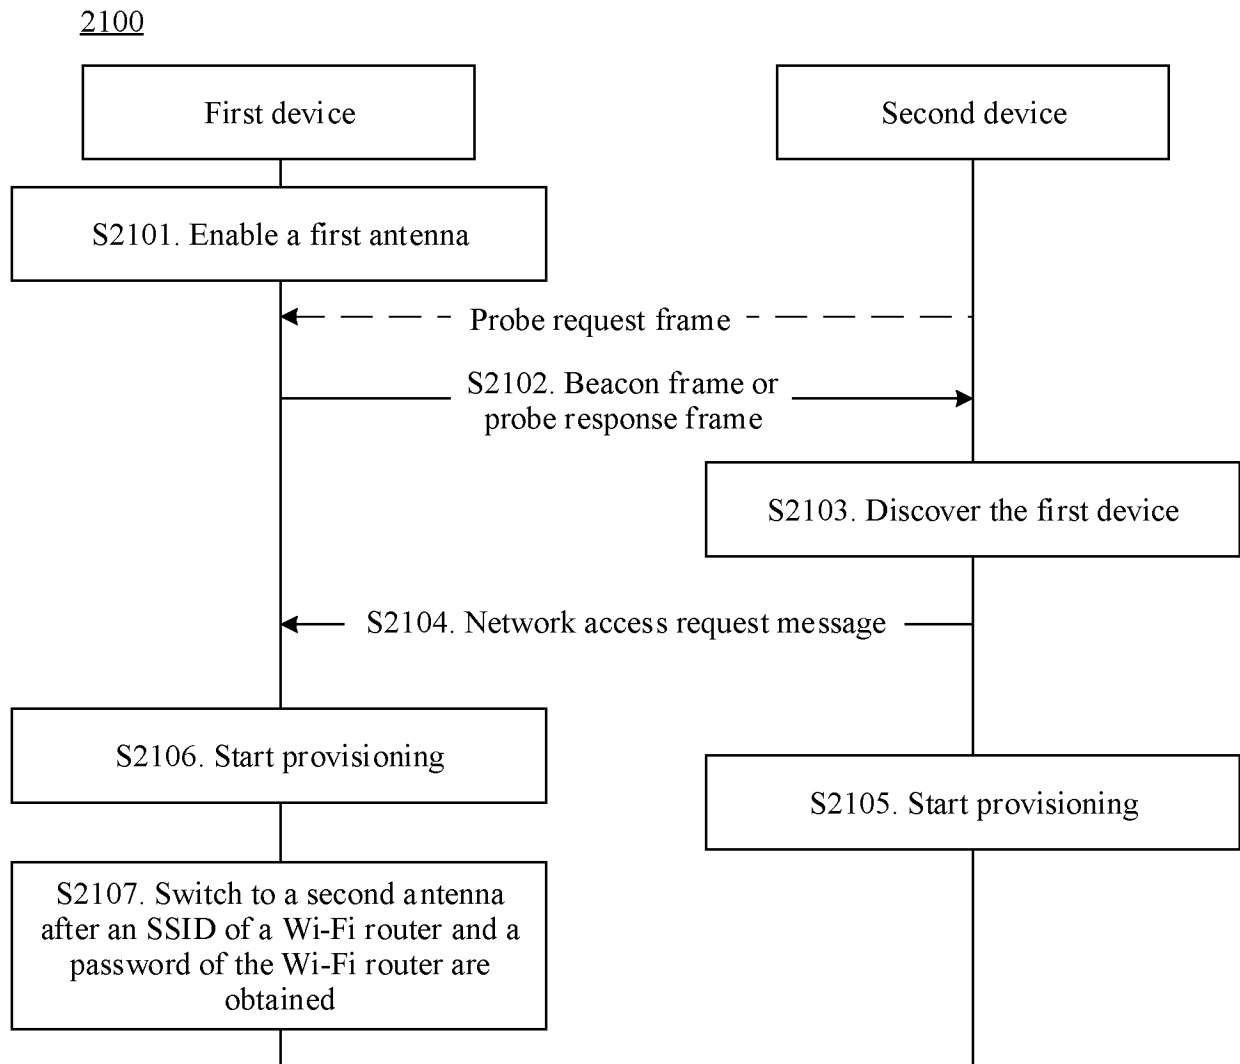 2100
First device
Second device
S2101. Enable a first antenna
Probe request frame
S2102. Beacon frame or
probe response frame
S2103. Discover the first device
S2104. Network access request message
S2106. Start provisioning
S2105. Start provisioning
S2107. Switch to a second antenna
after an SSID of a Wi-Fi router and a
password of the Wi-Fi router are
obtained